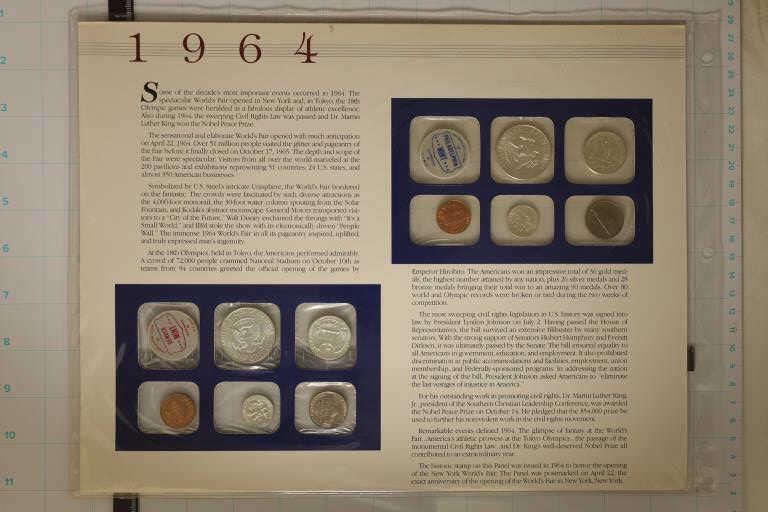 1964
Some of the decade's most important events occurred in 1964. The
spectacular World's Fair opened in New York and, in Tokyo, the 18th
Olympic games were heralded as a fabulous display of athletic excellence.
Also during 1964, the sweeping Civil Rights Law was passed and Dr. Martin
Luther King won the Nobel Peace Prize.
The sensational and elaborate World's Fair opened with much anticipation
on April 22, 1964. Over 51 million people visited the glitter and pageantry of
the fair before it finally closed on October 17, 1965. The depth and scope of
the Fair were spectacular. Visitors from all over the world marveled at the
200 pavilions and exhibitions representing 51 countries, 24 U.S. states, and
almost 350 American businesses.
Symbolized by U.S. Steel's intricate Unisphere, the World's Fair bordered
on the fantastic. The crowds were fascinated by such diverse attractions as
the 4,000-foot monorail, the 30-foot water column spouting from the Solar
Fountain, and Kodak's abstract moonscape. General Motors transported visi-
tors to a "City of the Future," Walt Disney enchanted the throngs with "It's a
Small World," and IBM stole the show with its electronically-driven "People
Wall." The immense 1964 World's Fair in all its pageantry inspired, uplifted,
and truly expressed man's ingenuity.
At the 18th Olympics, held in Tokyo, the Americans performed admirably.
A crowd of 72,000 people crammed National Stadium on October 10th as
teams from 94 countries greeted the official opening of the games by
PHILADELPHIA
MINT
DENVER
MINT
Emperor Hirohito. The Americans won an impressive total of 36 gold med-
als, the highest number attained by any nation, plus 26 silver medals and 28
bronze medals bringing their total won to an amazing 90 medals. Over 80
world and Olympic records were broken or tied during the two weeks of
competition.
The most sweeping civil rights legislation in U.S. history was signed into
law by President Lyndon Johnson on July 2. Having passed the House of
Representatives, the bill survived an extensive filibuster by many southern
senators. With the strong support of Senators Hubert Humphrey and Everett
Dirksen, it was ultimately passed by the Senate. The bill ensured equality to
all Americans in government, education, and employment. It also prohibited
discrimination in public accommodations and facilities, employment, union
membership, and Federally-sponsored programs. In addressing the nation
at the signing of the bill, President Johnson asked Americans to "eliminate
the last vestiges of injustice in America."
For his outstanding work in promoting civil rights, Dr. Martin Luther King,
Jr., president of the Southern Christian Leadership Conference, was awarded
the Nobel Peace Prize on October 14. He pledged that the $54,000 prize be
used to further his nonviolent work in the civil rights movement.
Remarkable events defined 1964. The glimpse of fantasy at the World's
Fair...America's athletic prowess at the Tokyo Olympics...the passage of the
monumental Civil Rights Law...and Dr. King's well-deserved Nobel Prize all
contributed to an extraordinary year.
The historic stamp on this Panel was issued in 1964 to honor the opening
of the New York World's Fair. The Panel was postmarked on April 22, the
exact anniversary of the opening of the World's Fair in New York, New York.